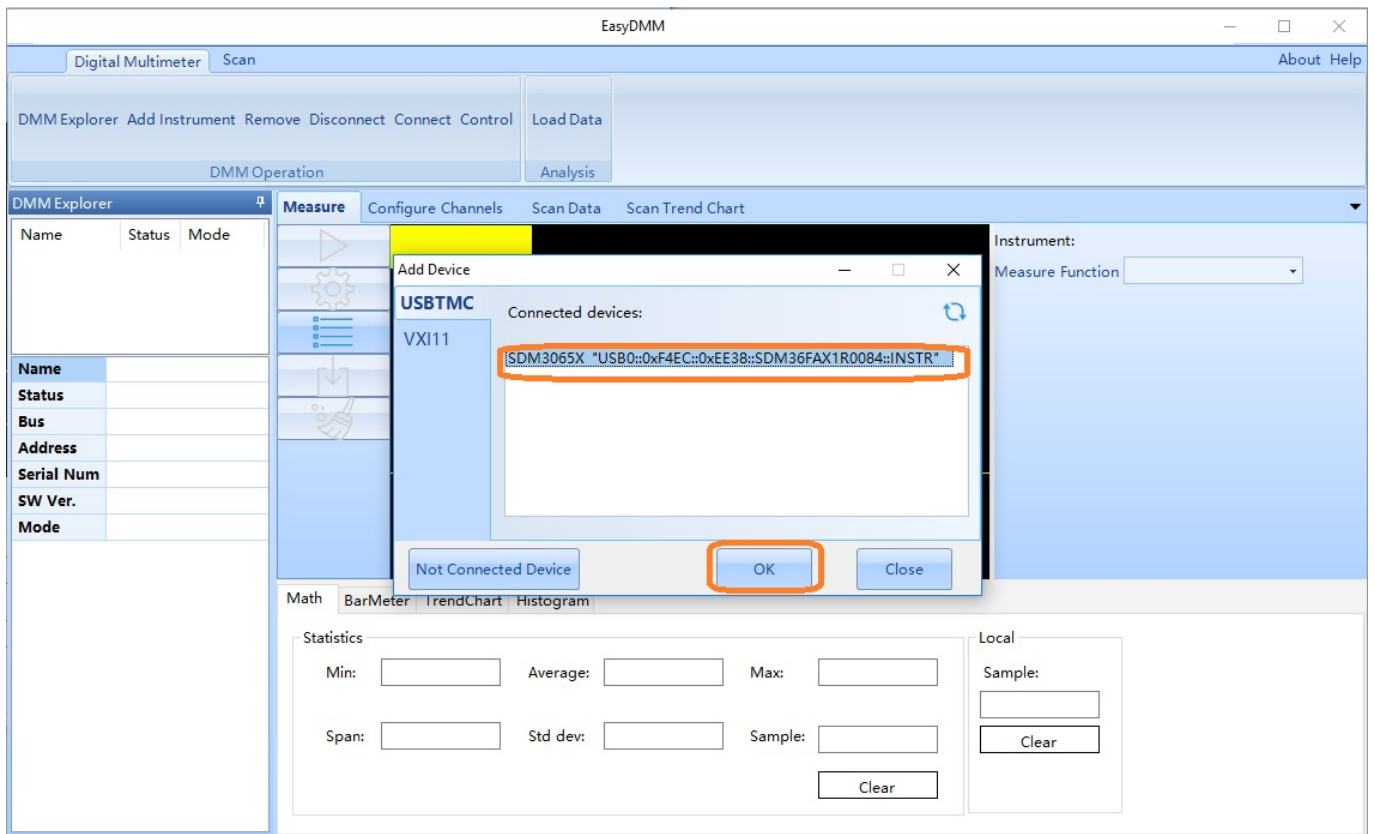 EasyDMM
Digital Multimeter Scan About Help
DMM Explorer Add Instrument Remove Disconnect Connect Control Load Data
DMM Operation Analysis
DMM Explorer
Name Status Mode
Name
Status
Bus
Address
Serial Num
SW Ver.
Mode
Measure Configure Channels Scan Data Scan Trend Chart
Instrument:
Measure Function
Add Device
USBTMC
VXI11
Connected devices:
SDM3065X "USB0::0xF4EC::0xEE38::SDM36FAX1R0084::INSTR"
Not Connected Device OK Close
Math BarMeter TrendChart Histogram
Statistics
Min: Average: Max:
Span: Std dev: Sample:
Clear
Local
Sample:
Clear